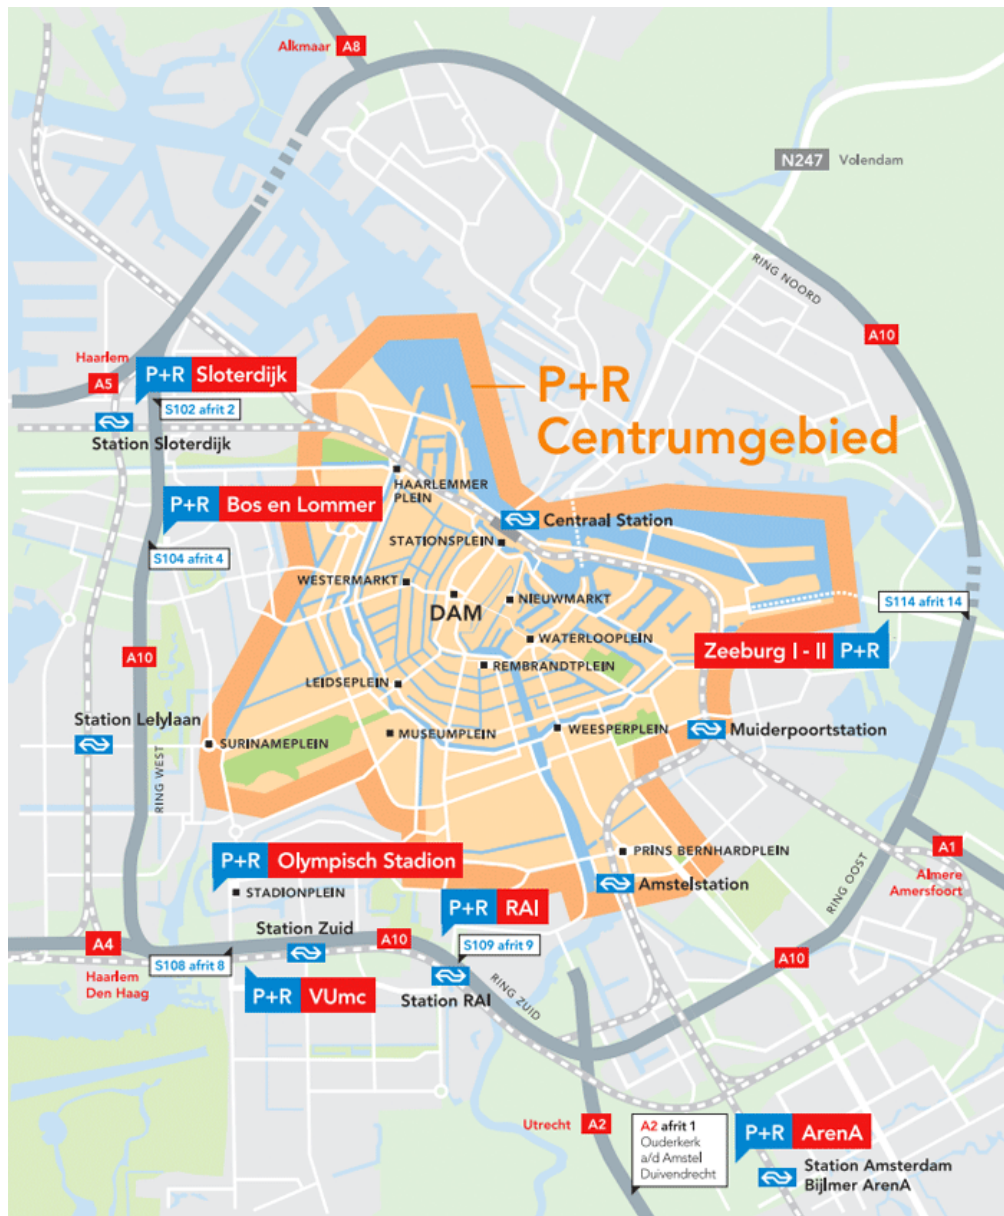 Alkmaar A8
N247 Volendam
RING NOORD
A10
Haarlem
A5
P+R Sloterdijk
S102 afrit 2
Station Sloterdijk
P+R
Centrumgebied
HAARLEMMER
PLEIN
P+R Bos en Lommer
Centraal Station
S104 afrit 4
STATIONSPLEIN
WESTERMARKT
DAM
NIEUWMARKT
S114 afrit 14
WATERLOOPLEIN
Zeeburg I - II P+R
A10
REMBRANDTPLEIN
LEIDSEPLEIN
Station Lelylaan
SURINAMEPLEIN
MUSEUMPLEIN
WEESPERPLEIN
Muiderpoortstation
RING WEST
PRINS BERNHARDPLEIN
A1
Almere
Amersfoort
P+R Olympisch Stadion
STADIONPLEIN
Amstelstation
RING OOST
P+R RAI
Station Zuid
A4
A10
S109 afrit 9
S108 afrit 8
A10
Haarlem
Den Haag
P+R VUmc
Station RAI
RING ZUID
Utrecht A2
A2 afrit 1
Ouderkerk
a/d Amstel
Duivendrecht
P+R ArenA
Station Amsterdam
Bijlmer ArenA